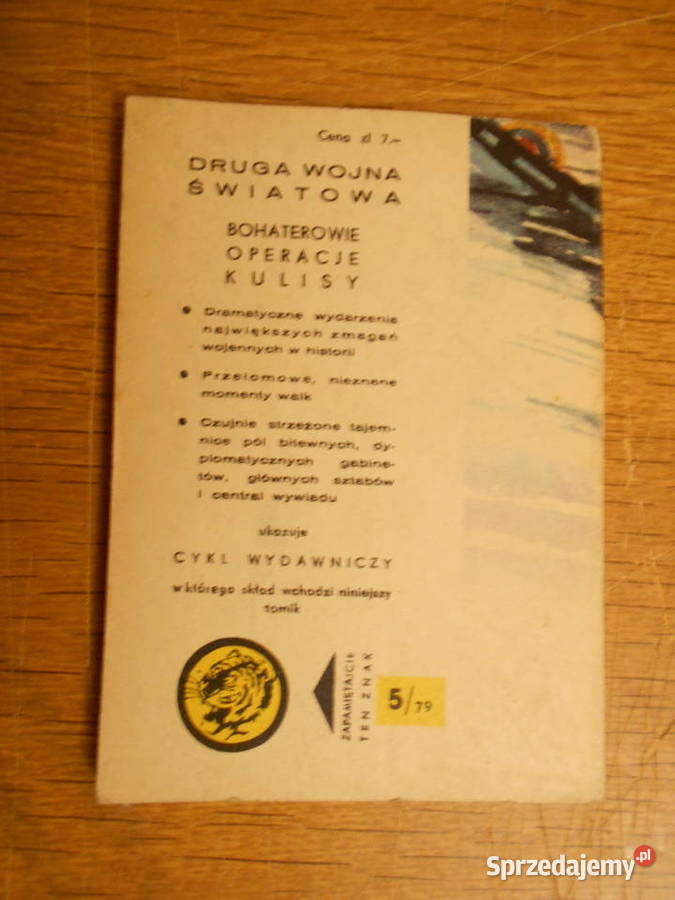 Cena zł 7.–
DRUGA WOJNA
ŚWIATOWA
BOHATEROWIE
OPERACJE
KULISY
● Dramatyczne wydarzenia
największych zmagań
wojennych w historii
● Przełomowe, nieznane
momenty walk
● Czujnie strzeżone tajem-
nice pól bitewnych, dy-
plomatycznych gabine-
tów, głównych sztabów
i central wywiadu
ukazuje
CYKL WYDAWNICZY
w którego skład wchodzi niniejszy
tomik
ZAPAMIĘTAJCIE
TEN ZNAK
5/79
Sprzedajemy.pl